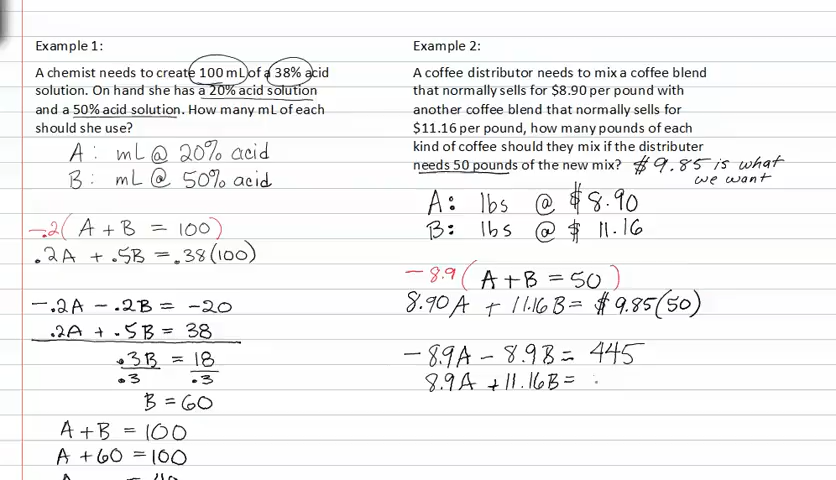 Example 1:
A chemist needs to create 100 mL of a 38% acid
solution. On hand she has a 20% acid solution
and a 50% acid solution. How many mL of each
should she use?
A: mL @ 20% acid
B: mL @ 50% acid
-.2( A + B = 100)
.2A + .5B = .38(100)
-.2A - .2B = -20
.2A + .5B = 38
.3B = 18
.3 .3
B = 60
A + B = 100
A + 60 = 100
Example 2:
A coffee distributor needs to mix a coffee blend
that normally sells for $8.90 per pound with
another coffee blend that normally sells for
$11.16 per pound, how many pounds of each
kind of coffee should they mix if the distributer
needs 50 pounds of the new mix? $9.85 is what
we want
A: lbs @ $8.90
B: lbs @ $ 11.16
-8.9( A+B = 50 )
8.90A + 11.16B = $9.85(50)
-8.9A - 8.9B = 445
8.9A + 11.16B =